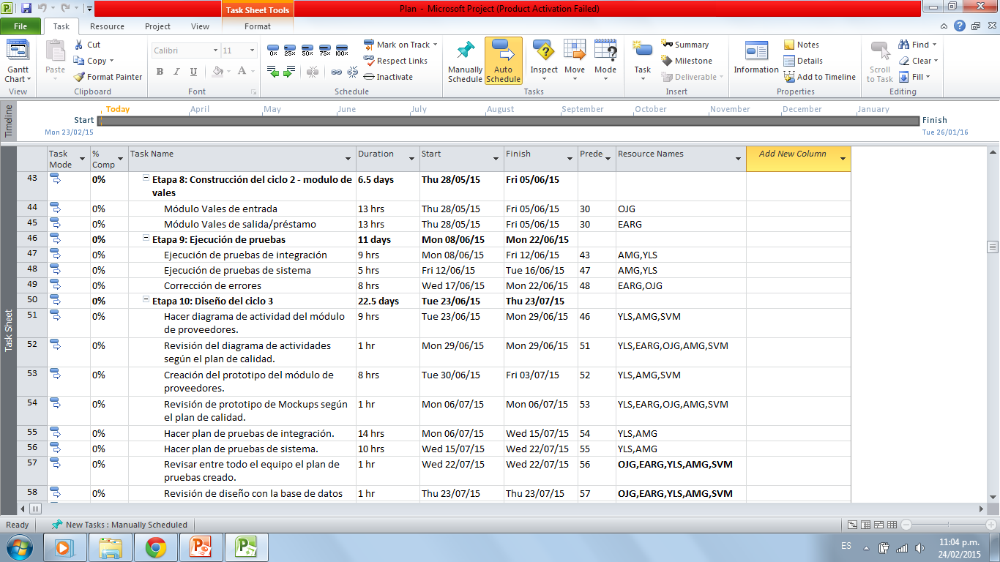 Task Sheet Tools
Plan - Microsoft Project (Product Activation Failed)
File Task Resource Project View Format
Gantt Chart
View
Paste
Cut
Copy
Format Painter
Clipboard
Calibri 11
B I U A
Font
0% 25% 50% 75% 100%
Mark on Track
Respect Links
Inactivate
Schedule
Manually Schedule
Auto Schedule
Inspect
Move
Mode
Tasks
Task
Summary
Milestone
Deliverable
Insert
Information
Notes
Details
Add to Timeline
Properties
Scroll to Task
Find
Clear
Fill
Editing
Timeline
Today April May June July August September October November December January
Start
Mon 23/02/15
Finish
Tue 26/01/16
Task Sheet
Task Mode % Comp Task Name Duration Start Finish Prede Resource Names Add New Column
43 0% Etapa 8: Construcción del ciclo 2 - modulo de 6.5 days Thu 28/05/15 Fri 05/06/15
vales
44 0% Módulo Vales de entrada 13 hrs Thu 28/05/15 Fri 05/06/15 30 OJG
45 0% Módulo Vales de salida/préstamo 13 hrs Thu 28/05/15 Fri 05/06/15 30 EARG
46 0% Etapa 9: Ejecución de pruebas 11 days Mon 08/06/15 Mon 22/06/15
47 0% Ejecución de pruebas de integración 9 hrs Mon 08/06/15 Fri 12/06/15 43 AMG,YLS
48 0% Ejecución de pruebas de sistema 5 hrs Fri 12/06/15 Tue 16/06/15 47 AMG,YLS
49 0% Corrección de errores 8 hrs Wed 17/06/15 Mon 22/06/15 48 EARG,OJG
50 0% Etapa 10: Diseño del ciclo 3 22.5 days Tue 23/06/15 Thu 23/07/15
51 0% Hacer diagrama de actividad del módulo 9 hrs Tue 23/06/15 Mon 29/06/15 46 YLS,AMG,SVM
de proveedores.
52 0% Revisión del diagrama de actividades 1 hr Mon 29/06/15 Mon 29/06/15 51 YLS,EARG,OJG,AMG,SVM
según el plan de calidad.
53 0% Creación del prototipo del módulo de 8 hrs Tue 30/06/15 Fri 03/07/15 52 YLS,AMG,SVM
proveedores.
54 0% Revisión de prototipo de Mockups según 1 hr Mon 06/07/15 Mon 06/07/15 53 YLS,EARG,OJG,AMG,SVM
el plan de calidad.
55 0% Hacer plan de pruebas de integración. 14 hrs Mon 06/07/15 Wed 15/07/15 54 YLS,AMG
56 0% Hacer plan de pruebas de sistema. 10 hrs Wed 15/07/15 Wed 22/07/15 55 YLS,AMG
57 0% Revisar entre todo el equipo el plan de 1 hr Wed 22/07/15 Wed 22/07/15 56 OJG,EARG,YLS,AMG,SVM
pruebas creado.
58 0% Revisión de diseño con la base de datos 1 hr Thu 23/07/15 Thu 23/07/15 57 OJG,EARG,YLS,AMG,SVM
Ready New Tasks : Manually Scheduled
ES
11:04 p.m.
24/02/2015